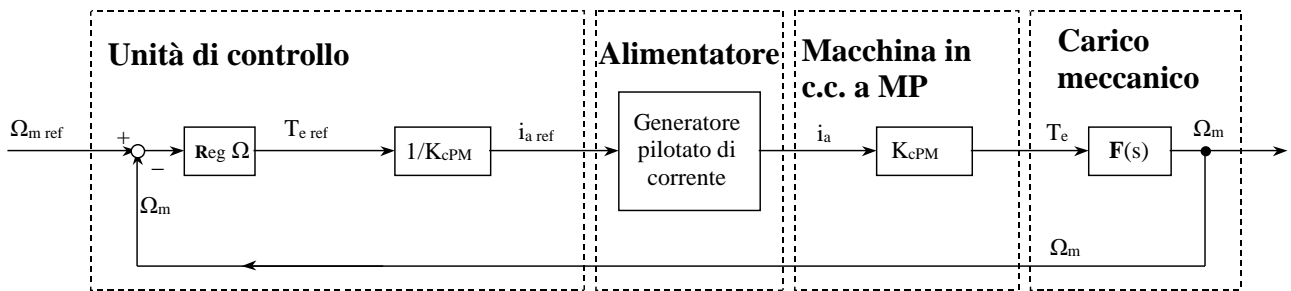 Unità di controllo
Alimentatore
Macchina in
c.c. a MP
Carico
meccanico
Ωm ref
+
−
Reg Ω
Te ref
1/KcPM
ia ref
Generatore
pilotato di
corrente
ia
KcPM
Te
F(s)
Ωm
Ωm
Ωm